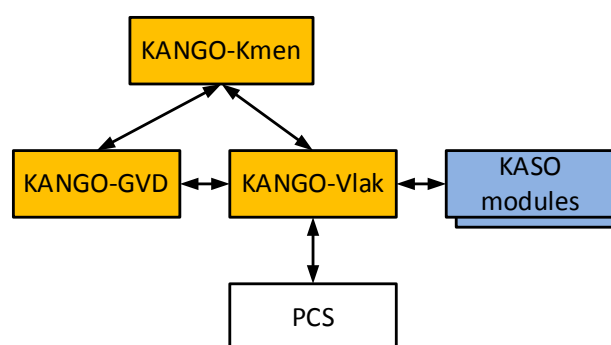 KANGO-Kmen
KANGO-GVD
KANGO-Vlak
KASO
modules
PCS